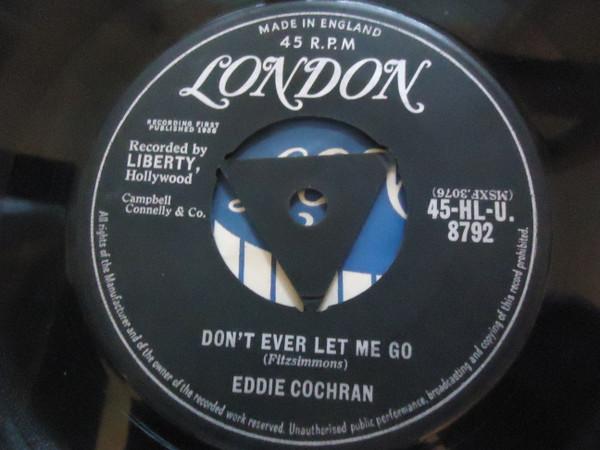 MADE IN ENGLAND
45 R.P.M
LONDON
RECORDING FIRST
PUBLISHED 1958
Recorded by
LIBERTY,
Hollywood
Campbell
Connelly & Co.
(MSXF.3076)
45-HL-U.
8792
DON'T EVER LET ME GO
(Fitzsimmons)
EDDIE COCHRAN
All rights of the Manufacturer and of the owner of the recorded work reserved. Unauthorised public performance, broadcasting and copying of this record prohibited.